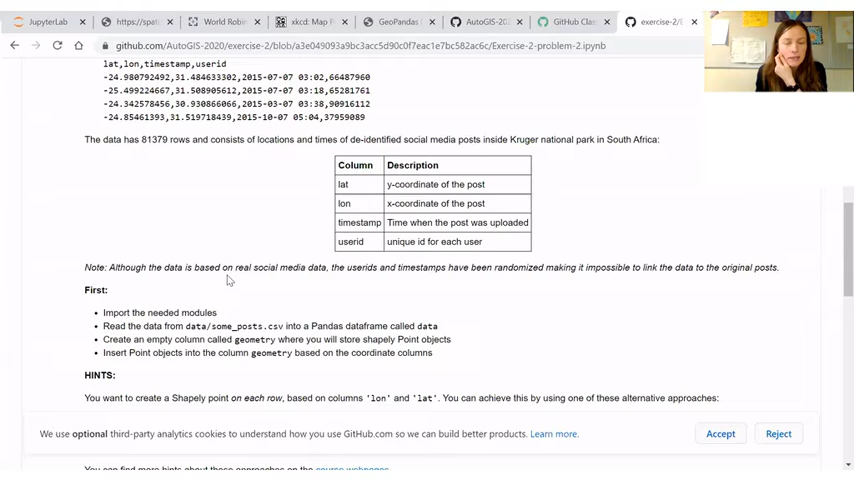 JupyterLab
https://spati
World Robin
xkcd: Map P
GeoPandas D
AutoGIS-202
GitHub Clas
exercise-2/E
github.com/AutoGIS-2020/exercise-2/blob/a3e049093a9bc3acc5d90c0f7eac1e7bc582ac6c/Exercise-2-problem-2.ipynb
lat,lon,timestamp,userid
-24.980792492,31.484633302,2015-07-07 03:02,66487960
-25.499224667,31.508905612,2015-07-07 03:18,65281761
-24.342578456,30.930866066,2015-03-07 03:38,90916112
-24.85461393,31.519718439,2015-10-07 05:04,37959089
The data has 81379 rows and consists of locations and times of de-identified social media posts inside Kruger national park in South Africa:
Column Description
lat y-coordinate of the post
lon x-coordinate of the post
timestamp Time when the post was uploaded
userid unique id for each user
Note: Although the data is based on real social media data, the userids and timestamps have been randomized making it impossible to link the data to the original posts.
First:
• Import the needed modules
• Read the data from data/some_posts.csv into a Pandas dataframe called data
• Create an empty column called geometry where you will store shapely Point objects
• Insert Point objects into the column geometry based on the coordinate columns
HINTS:
You want to create a Shapely point on each row, based on columns 'lon' and 'lat'. You can achieve this by using one of these alternative approaches:
We use optional third-party analytics cookies to understand how you use GitHub.com so we can build better products. Learn more.
Accept
Reject
You can find more hints about these approaches on the course webpages